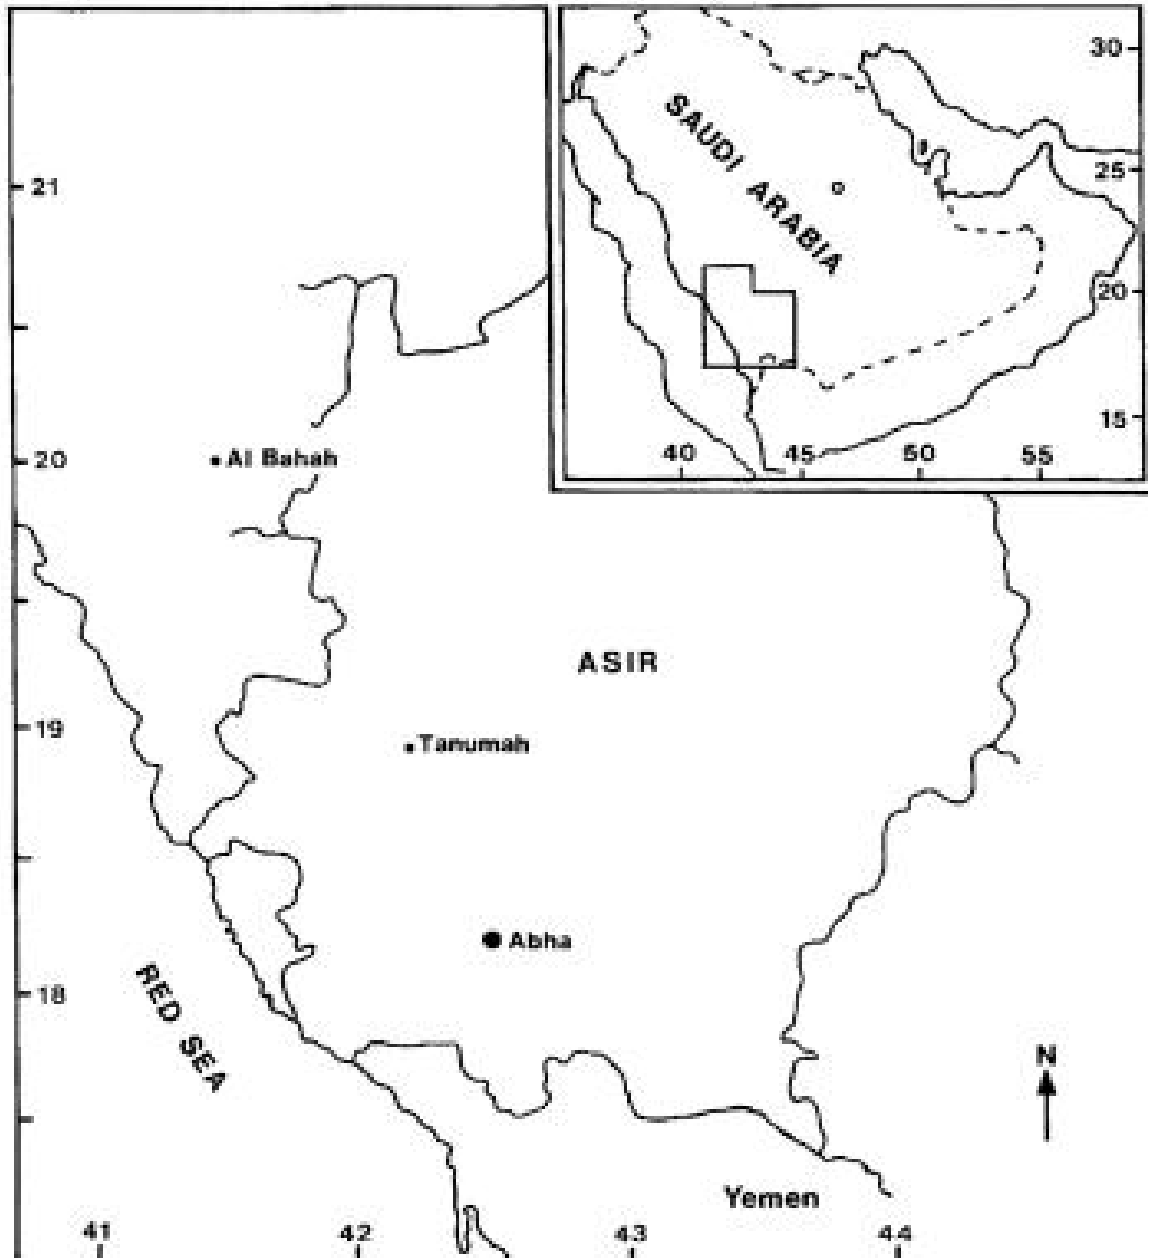 30
SAUDI ARABIA
25
20
15
40 45 50 55
21
20
Al Bahah
ASIR
19
Tanumah
Abha
18
RED SEA
N
Yemen
41 42 43 44